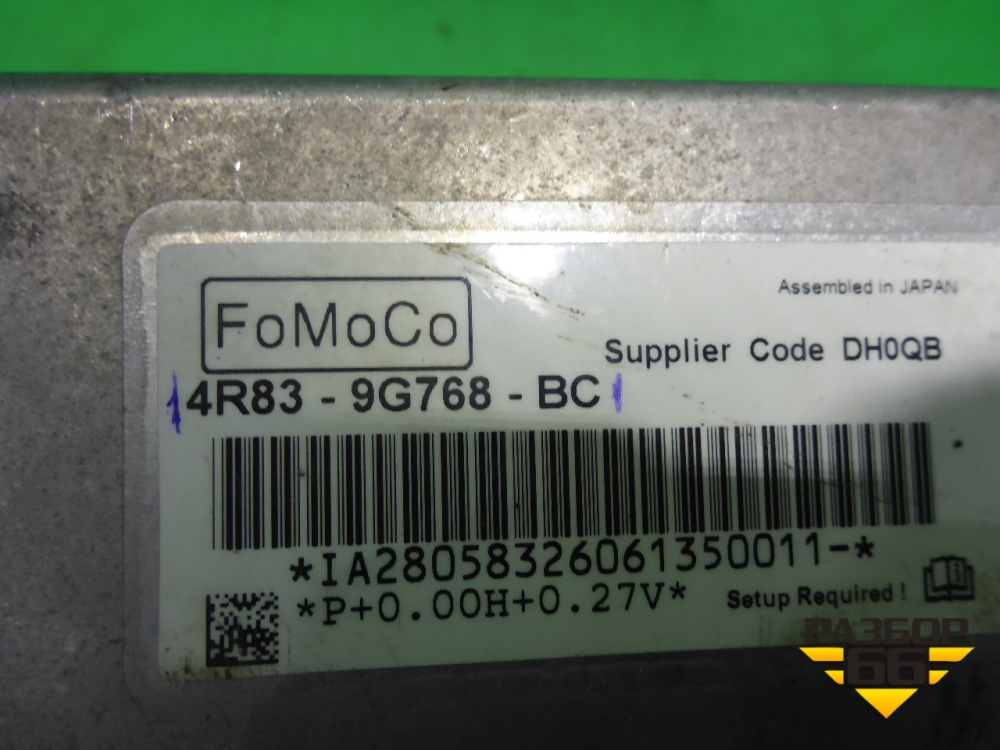 Assembled in JAPAN
FoMoCo
Supplier Code DH0QB
4R83 - 9G768 - BC
*IA28058326061350011-*
*P+0.00H+0.27V*
Setup Required !
РАЗБОР
66